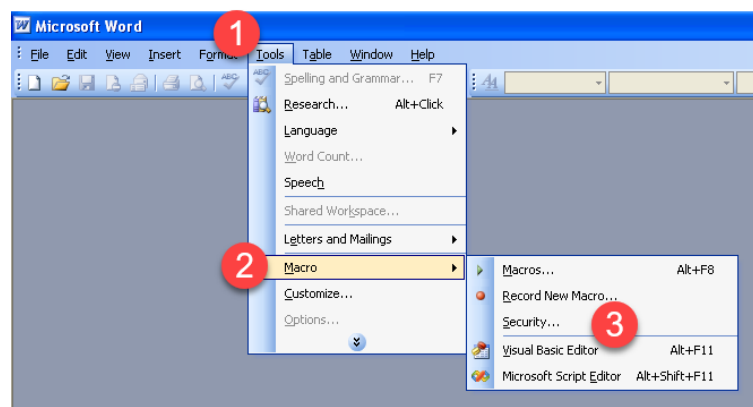 Microsoft Word
1
File Edit View Insert Format Tools Table Window Help
Spelling and Grammar... F7
Research... Alt+Click
Language
Word Count...
Speech
Shared Workspace...
Letters and Mailings
2 Macro
Customize...
Options...
Macros... Alt+F8
Record New Macro...
Security... 3
Visual Basic Editor Alt+F11
Microsoft Script Editor Alt+Shift+F11